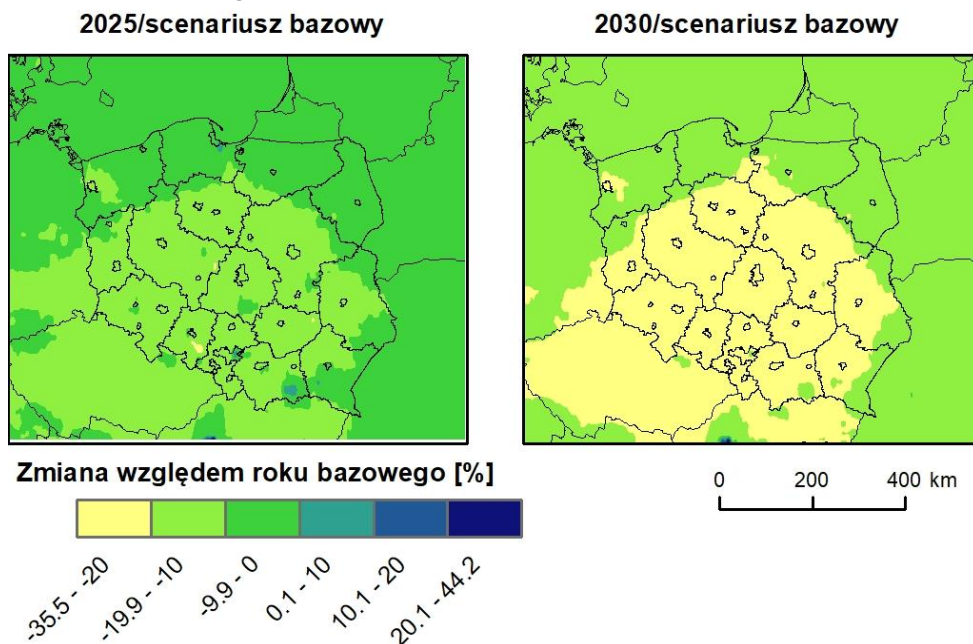 2025/scenariusz bazowy
2030/scenariusz bazowy
Zmiana względem roku bazowego [%]
-35.5 - -20
-19.9 - -10
-9.9 - 0
0.1 - 10
10.1 - 20
20.1 - 44.2
0 200 400 km